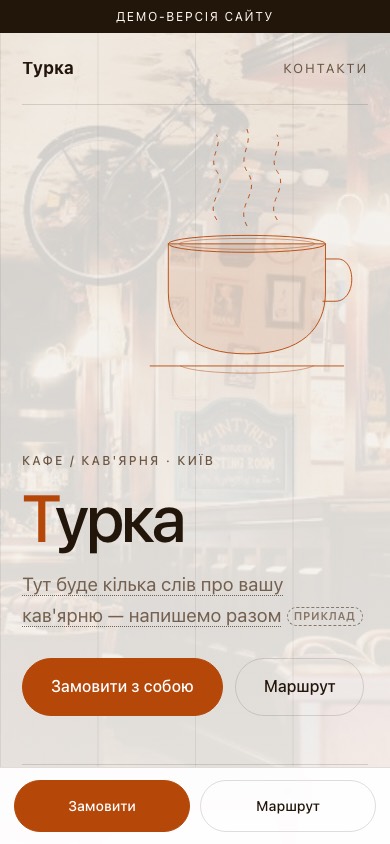 ДЕМО-ВЕРСІЯ САЙТУ
Турка
КОНТАКТИ
McINTYRE'S
КАФЕ / КАВ'ЯРНЯ · КИЇВ
Турка
Тут буде кілька слів про вашу
кав'ярню — напишемо разом ПРИКЛАД
Замовити з собою
Маршрут
Замовити
Маршрут